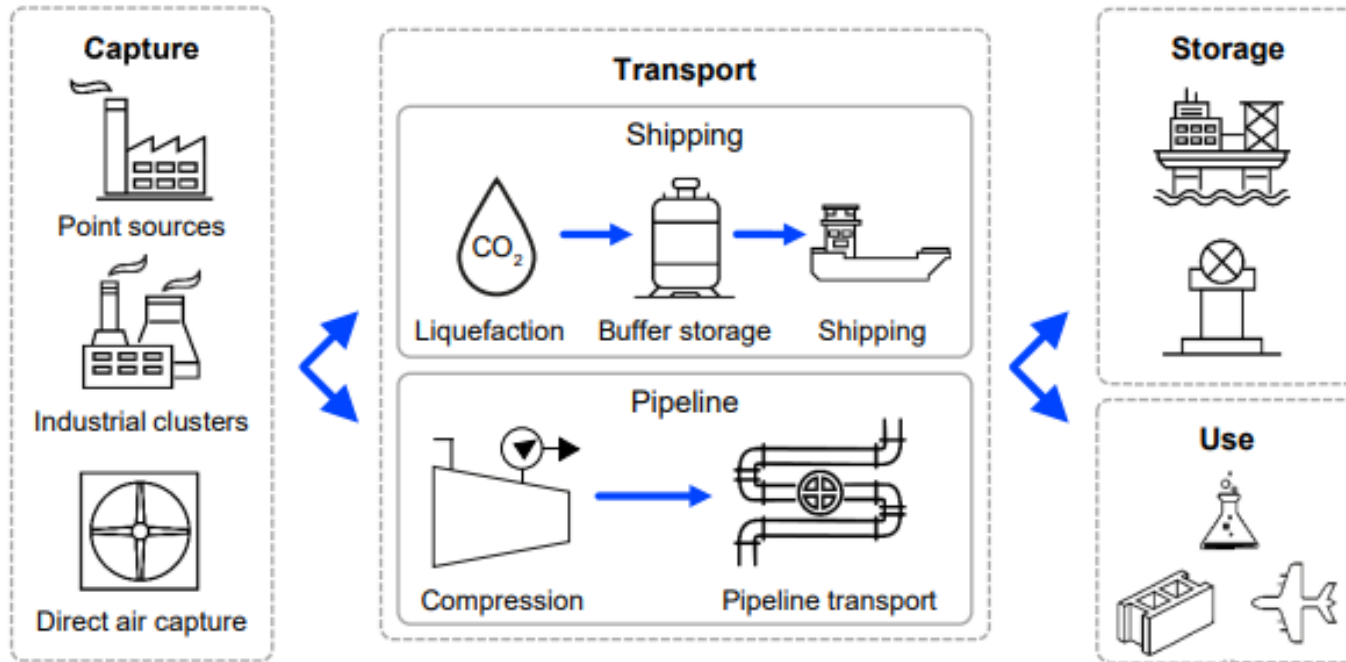 Capture
Point sources
Industrial clusters
Direct air capture
Transport
Shipping
CO₂
Liquefaction
Buffer storage
Shipping
Pipeline
Compression
Pipeline transport
Storage
Use